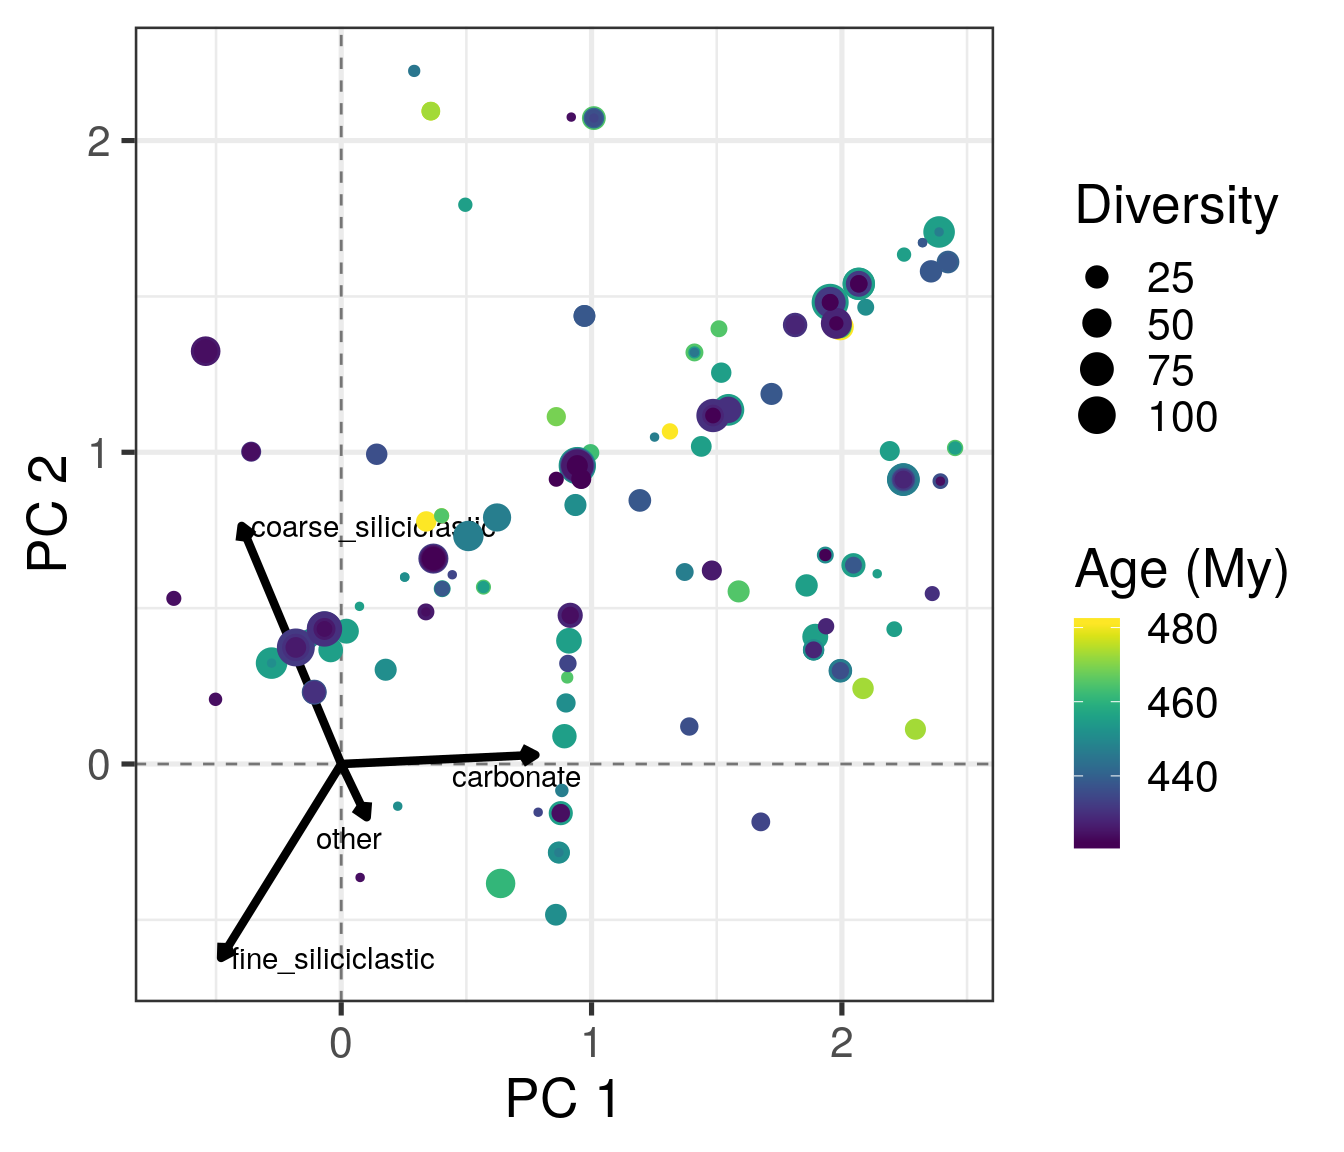 2
1
0
0
1
2
PC 2
PC 1
coarse_siliciclastic
carbonate
other
fine_siliciclastic
Diversity
25
50
75
100
Age (My)
480
460
440